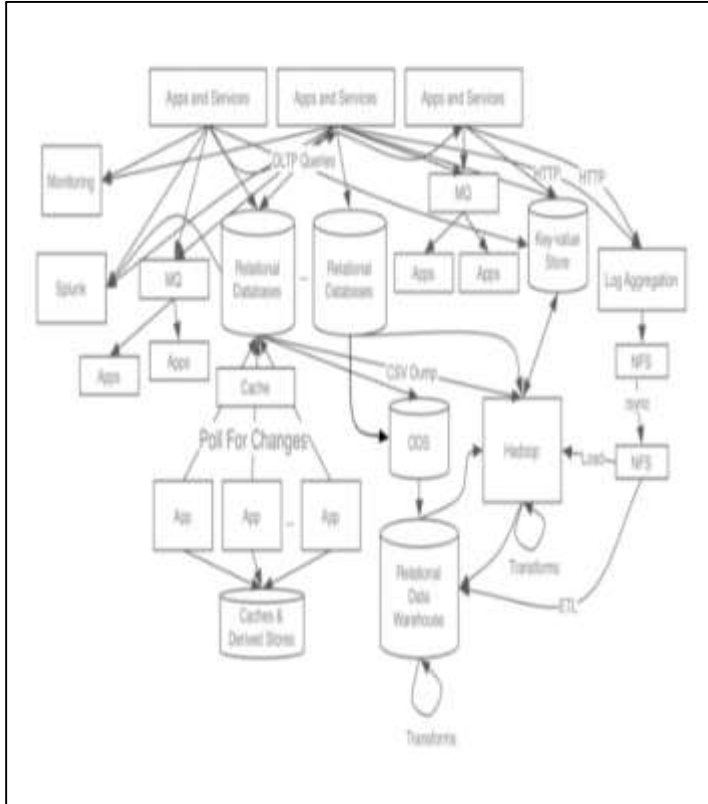 Apps and Services
Apps and Services
Apps and Services
OLTP Queries
HTTP
HTTP
Monitoring
MQ
Key-value
Store
Splunk
MQ
Relational
Databases
...
Relational
Databases
Apps
Apps
Log Aggregation
Apps
Apps
Cache
CSV Dump
NFS
rsync
Poll For Changes
ODS
Hadoop
Load
NFS
App
App
...
App
Transforms
Relational
Data
Warehouse
ETL
Caches &
Derived Stores
Transforms